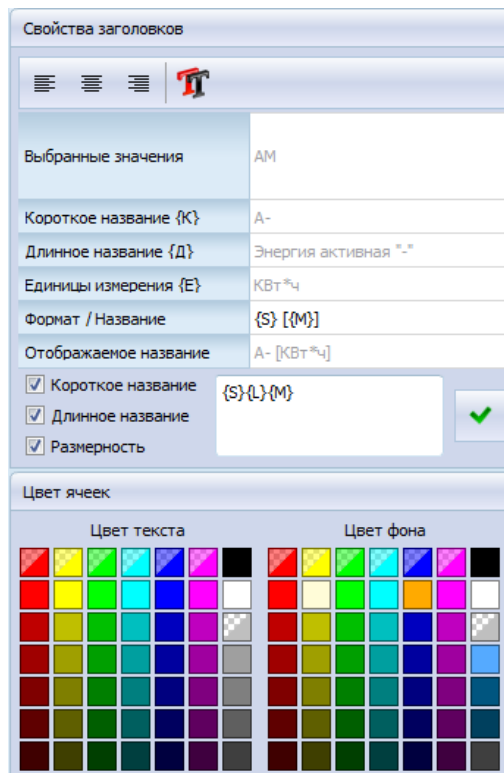 Свойства заголовков
Выбранные значения AM
Короткое название {К} А-
Длинное название {Д} Энергия активная "-"
Единицы измерения {Е} КВт*ч
Формат / Название {S} [{M}]
Отображаемое название А- [КВт*ч]
Короткое название {S}{L}{M}
Длинное название
Размерность
Цвет ячеек
Цвет текста Цвет фона